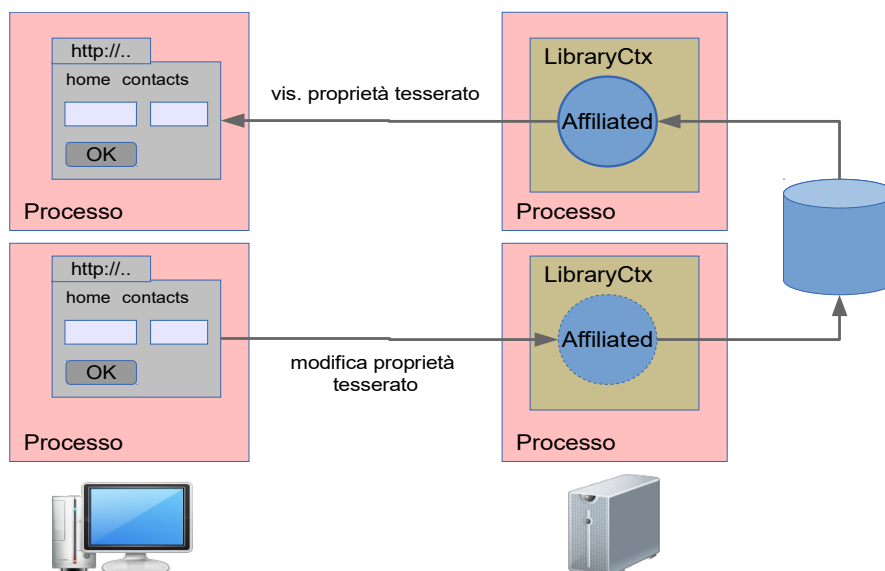 http://..
home contacts
OK
Processo
vis. proprietà tesserato
LibraryCtx
Affiliated
Processo
http://..
home contacts
OK
Processo
modifica proprietà
tesserato
LibraryCtx
Affiliated
Processo